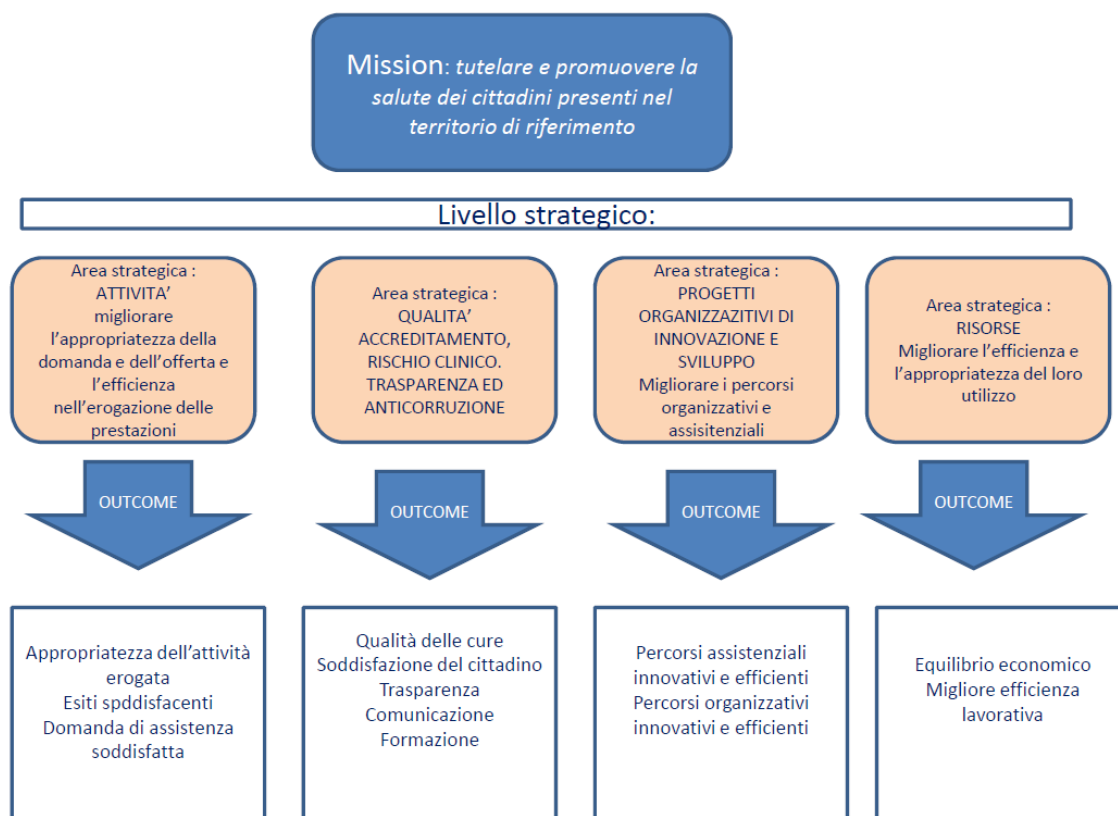 Mission: tutelare e promuovere la
salute dei cittadini presenti nel
territorio di riferimento
Livello strategico:
Area strategica :
ATTIVITA’
migliorare
l’appropriatezza della
domanda e dell’offerta e
l’efficienza
nell’erogazione delle
prestazioni
Area strategica :
QUALITA’
ACCREDITAMENTO,
RISCHIO CLINICO.
TRASPARENZA ED
ANTICORRUZIONE
Area strategica :
PROGETTI
ORGANIZZAZITIVI DI
INNOVAZIONE E
SVILUPPO
Migliorare i percorsi
organizzativi e
assisitenziali
Area strategica :
RISORSE
Migliorare l’efficienza e
l’appropriatezza del loro
utilizzo
OUTCOME
OUTCOME
OUTCOME
OUTCOME
Appropriatezza dell’attività
erogata
Esiti spddisfacenti
Domanda di assistenza
soddisfatta
Qualità delle cure
Soddisfazione del cittadino
Trasparenza
Comunicazione
Formazione
Percorsi assistenziali
innovativi e efficienti
Percorsi organizzativi
innovativi e efficienti
Equilibrio economico
Migliore efficienza
lavorativa